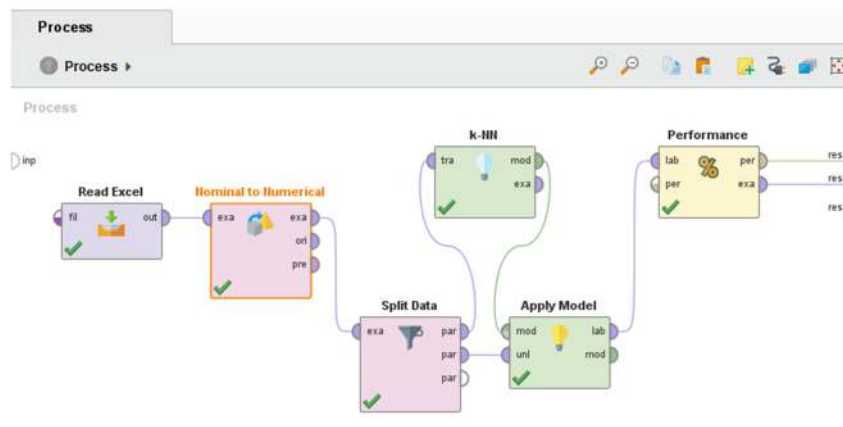 Process
Process
Process
inp
Read Excel
fil
out
Nominal to Numerical
exa
exa
ori
pre
Split Data
exa
par
par
par
k-NN
tra
mod
exa
Apply Model
mod
lab
unl
mod
Performance
lab
per
per
exa
res
res
res